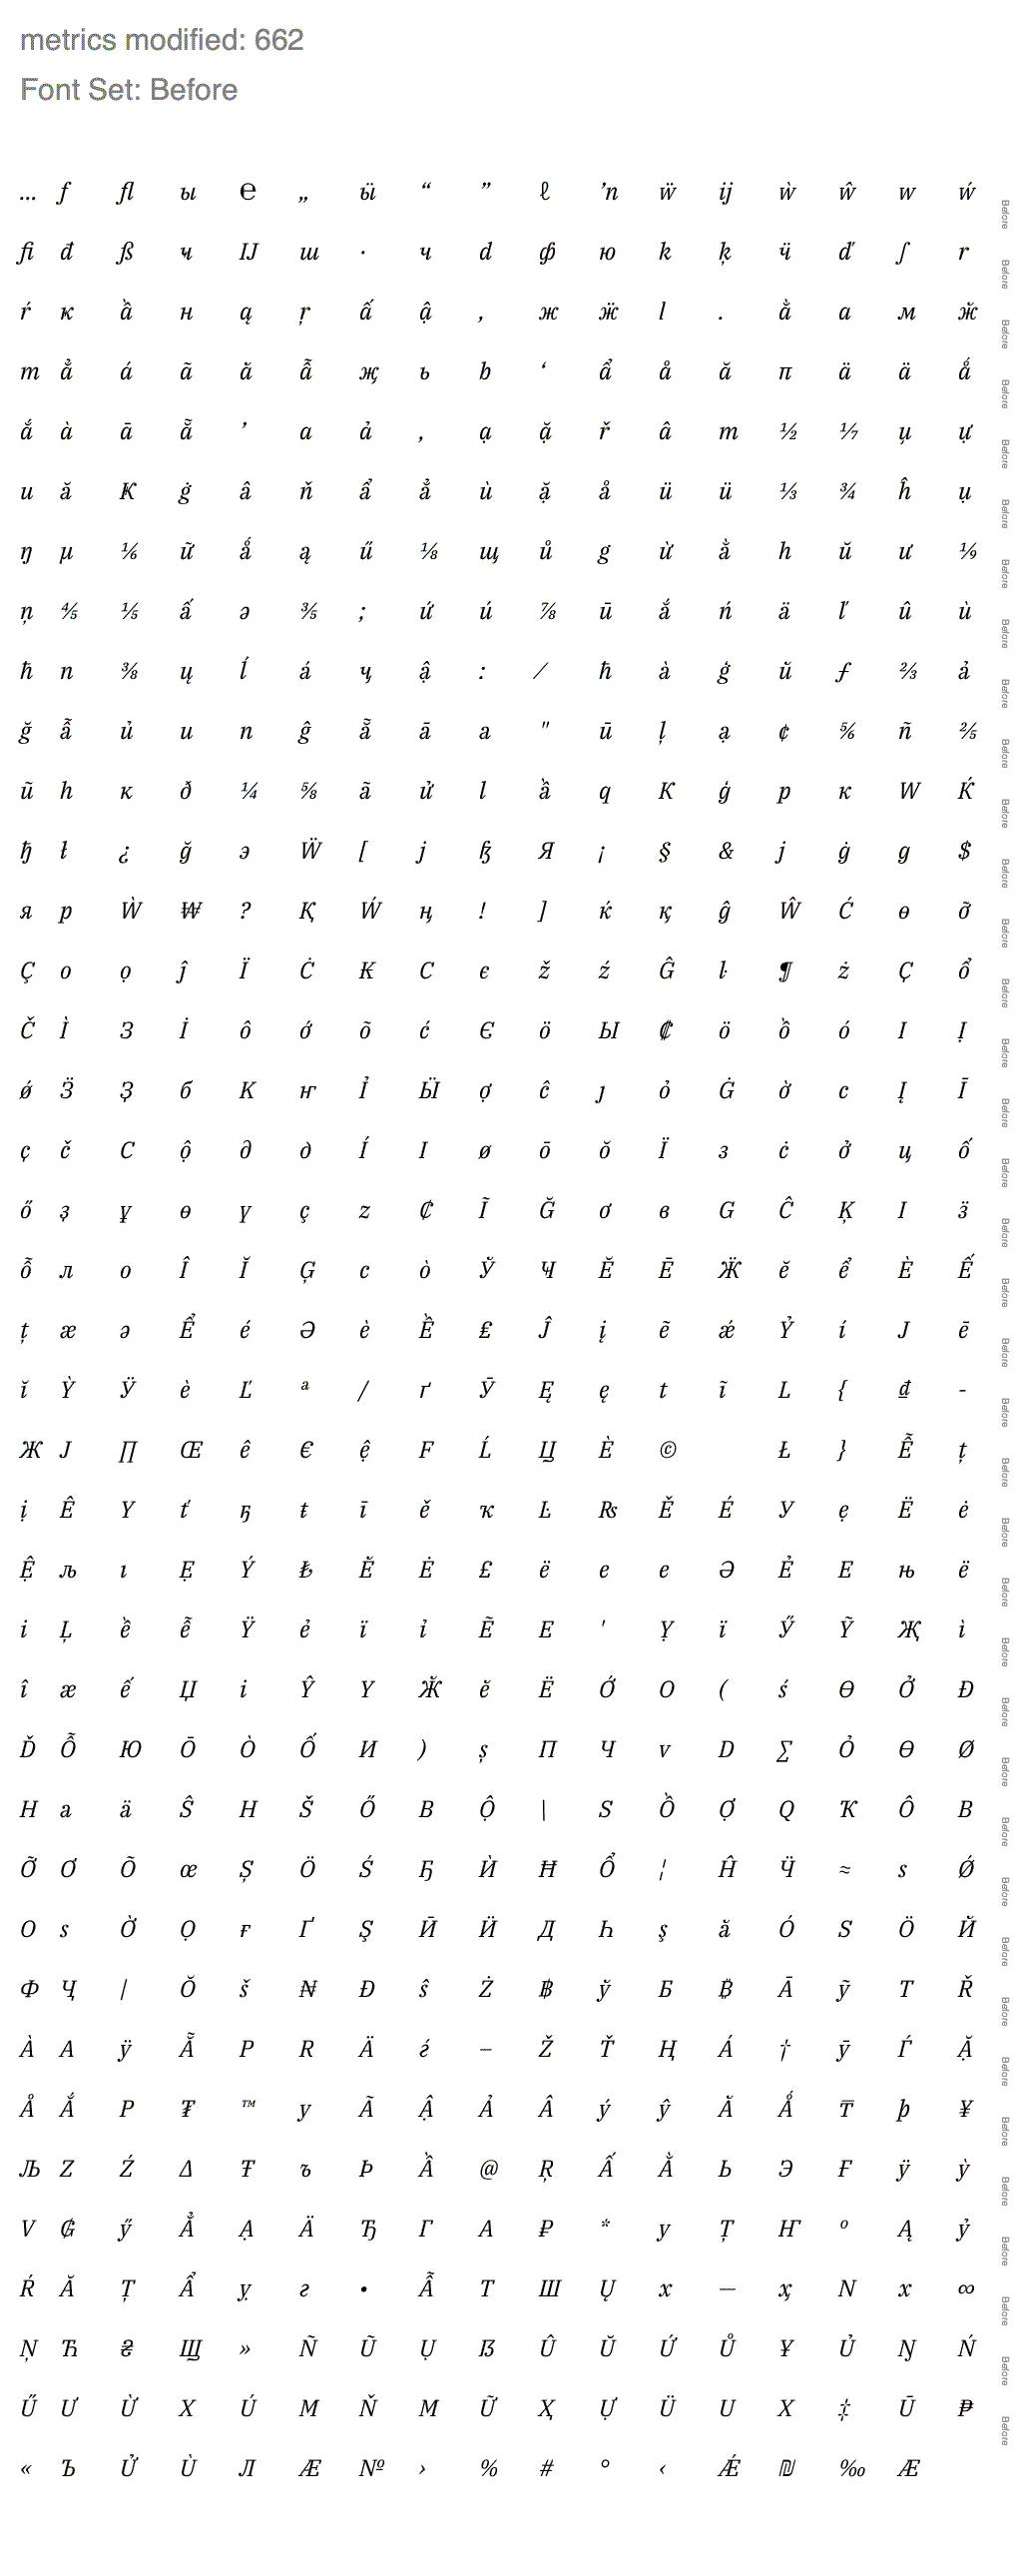 metrics modified: 662
Font Set: Before
… f ﬂ ы ℮ „ ӹ “ ” ℓ ŉ ẅ ĳ ẁ ŵ w ẃ Before
ﬁ đ ß ҹ Ĳ ш · ч d ф ю k ķ ӵ ď ʃ r Before
ŕ к ầ н ą ŗ ấ ậ , ж ӝ l . ằ a м ӂ Before
m ẳ á ã ă ẫ җ ь b ‘ ẩ å ă п ä ä ǻ Before
ắ à ā ẵ ’ a ả ‚ ạ ặ ř â m ½ ⅐ џ ự Before
u ă Ҝ ġ â ň ẩ ẳ ù ặ å ü ü ⅓ ¾ ĥ ụ Before
ŋ µ ⅙ ữ ǻ ą ű ⅛ щ ů g ừ ằ h ŭ ư ⅑ Before
ņ ⅘ ⅕ ấ ə ⅗ ; ứ ú ⅞ ū ắ ń ä ľ û ù Before
ħ n ⅜ ų ĺ á ҷ ậ : ⁄ ħ à ģ ŭ ƒ ⅔ ả Before
ğ ẫ ủ u n ĝ ẵ ā a " ū ļ ạ ¢ ⅚ ñ ⅖ Before
ũ h к ð ¼ ⅝ ã ử l ầ q K ģ p к W Ḱ Before
ђ ł ¿ ğ э Ẅ [ j ꜩ Я ¡ § & j ġ g $ Before
я p Ẁ ₩ ? Қ Ẃ ң ! ] ќ қ ĝ Ŵ Ć ө ỡ Before
Ç o ọ ĵ Ï Ċ Ҝ C є ž ź Ĝ ŀ ¶ ż Ç ổ Before
Č Ì З İ ô ớ õ ć Є ö Ы ₡ ö ồ ó I Ị Before
ǿ Ӟ Ҙ б K ҥ Ỉ Ӹ ợ ĉ ȷ ỏ Ġ ờ c Į Ī Before
ç č C ộ ∂ д Í I ø ō ŏ Ï з ċ ở ц ố Before
ő ҙ ұ ө ү ç z ₵ Ĩ Ğ ơ в G Ĉ Ķ I ӟ Before
ỗ л o Î Ĭ Ģ c ò Ў Ҹ Ĕ Ē Ӝ ĕ ể È Ế Before
ț æ ə Ể é Ə è Ề ₤ Ĵ į ẽ ǽ Ỷ í J ē Before
ĭ Ỳ Ӱ è Ľ ª / ґ Ӯ Ę ę t ĩ L { ₫ - Before
Ж J ∏ Œ ê € ệ F Ĺ Ц È © Ł } Ễ ţ Before
ị Ê Y ť ҕ ŧ ī ě ҡ Ŀ ₨ Ě É У ẹ Ë ė Before
Ệ љ ı Ẹ Ý ₺ Ĕ Ė £ ë e e Ə Ẻ E њ ë Before
i Ļ ề ễ Ÿ ẻ ï ỉ Ẽ E ' Ỵ ï Ӳ Ỹ Җ ì Before
î æ ế Џ i Ŷ Y Ӂ ĕ Ë Ớ O ( ś Ө Ở Đ Before
Ď Ỗ Ю Ō Ò Ố И ) ș П Ч v D ∑ Ỏ Ө Ø Before
H a ä Ŝ H Š Ő B Ộ \ S Ồ Ợ Q Ҡ Ô B Before
Ỡ Ơ Õ œ Ș Ö Ś Ҕ Ѝ Ħ Ổ ¦ Ĥ Ӵ ≈ s Ǿ Before
O s Ờ Ọ ғ Ґ Ş Ӣ Ӥ Д Һ ş ă Ó S Ö Й Before
Ф Ҷ | Ŏ š ₦ Đ ŝ Ż ฿ ў Б ₿ Ā ỹ T Ř Before
À A ÿ Ẵ P R Ä ѓ – Ž Ť Ң Á † ӯ Ѓ Ặ Before
Å Ắ P ₮ ™ y Ã Ậ Ả Â ý ŷ Ă Ǻ ₸ þ ¥ Before
Љ Z Ź ∆ Ŧ ъ Þ Ầ @ Ŗ Ấ Ằ Ь Э Ғ ÿ ỳ Before
V ₲ ӳ Ẳ Ạ Ä Ђ Г A ₽ * y Ț Ҥ º Ą ỷ Before
Ŕ Ă Ţ Ẩ ỵ г • Ẫ T Ш Ų x — ҳ N x ∞ Before
Ņ Ћ ₴ Щ » Ñ Ũ Ụ ẞ Û Ŭ Ứ Ů Ұ Ủ Ŋ Ń Before
Ű Ư Ừ X Ú M Ň M Ữ Ҳ Ự Ü U X ‡ Ū ₱ Before
« Ъ Ử Ù Л Æ № › % # ° ‹ Ǽ ₪ ‰ Æ